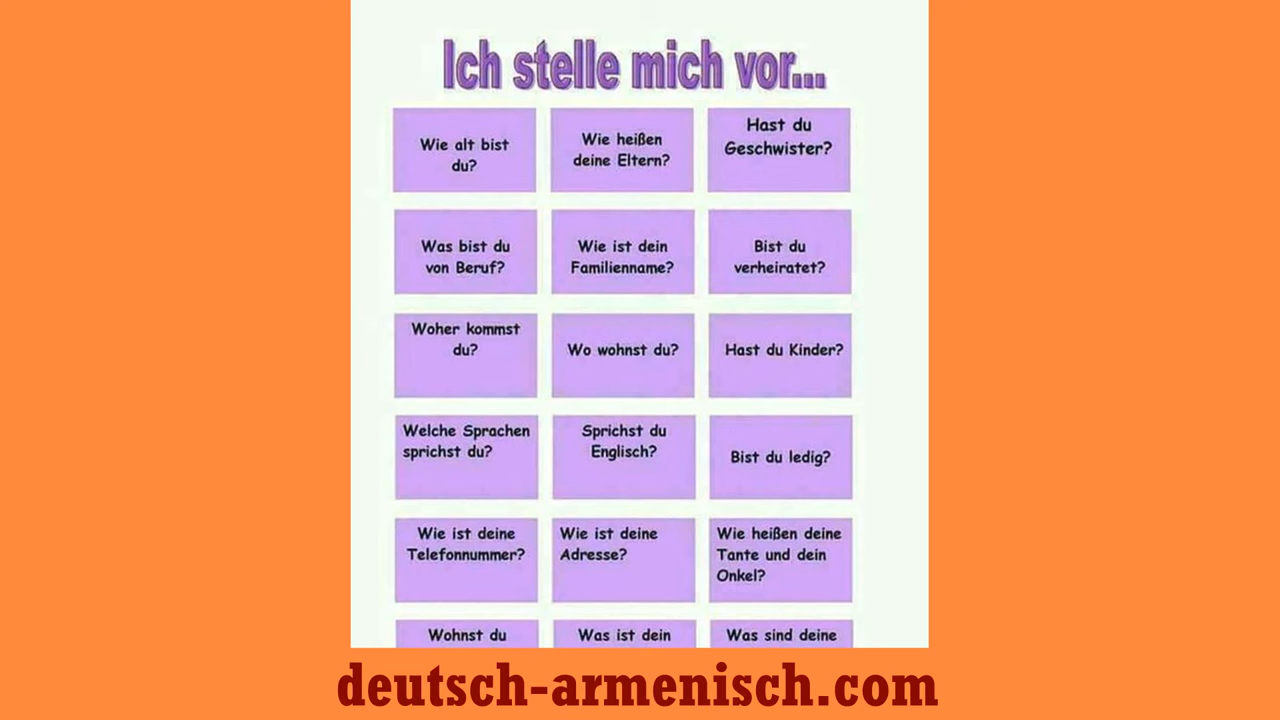 Ich stelle mich vor...
Wie alt bist
du?
Wie heißen
deine Eltern?
Hast du
Geschwister?
Was bist du
von Beruf?
Wie ist dein
Familienname?
Bist du
verheiratet?
Woher kommst
du?
Wo wohnst du?
Hast du Kinder?
Welche Sprachen
sprichst du?
Sprichst du
Englisch?
Bist du ledig?
Wie ist deine
Telefonnummer?
Wie ist deine
Adresse?
Wie heißen deine
Tante und dein
Onkel?
Wohnst du
Was ist dein
Was sind deine
deutsch-armenisch.com